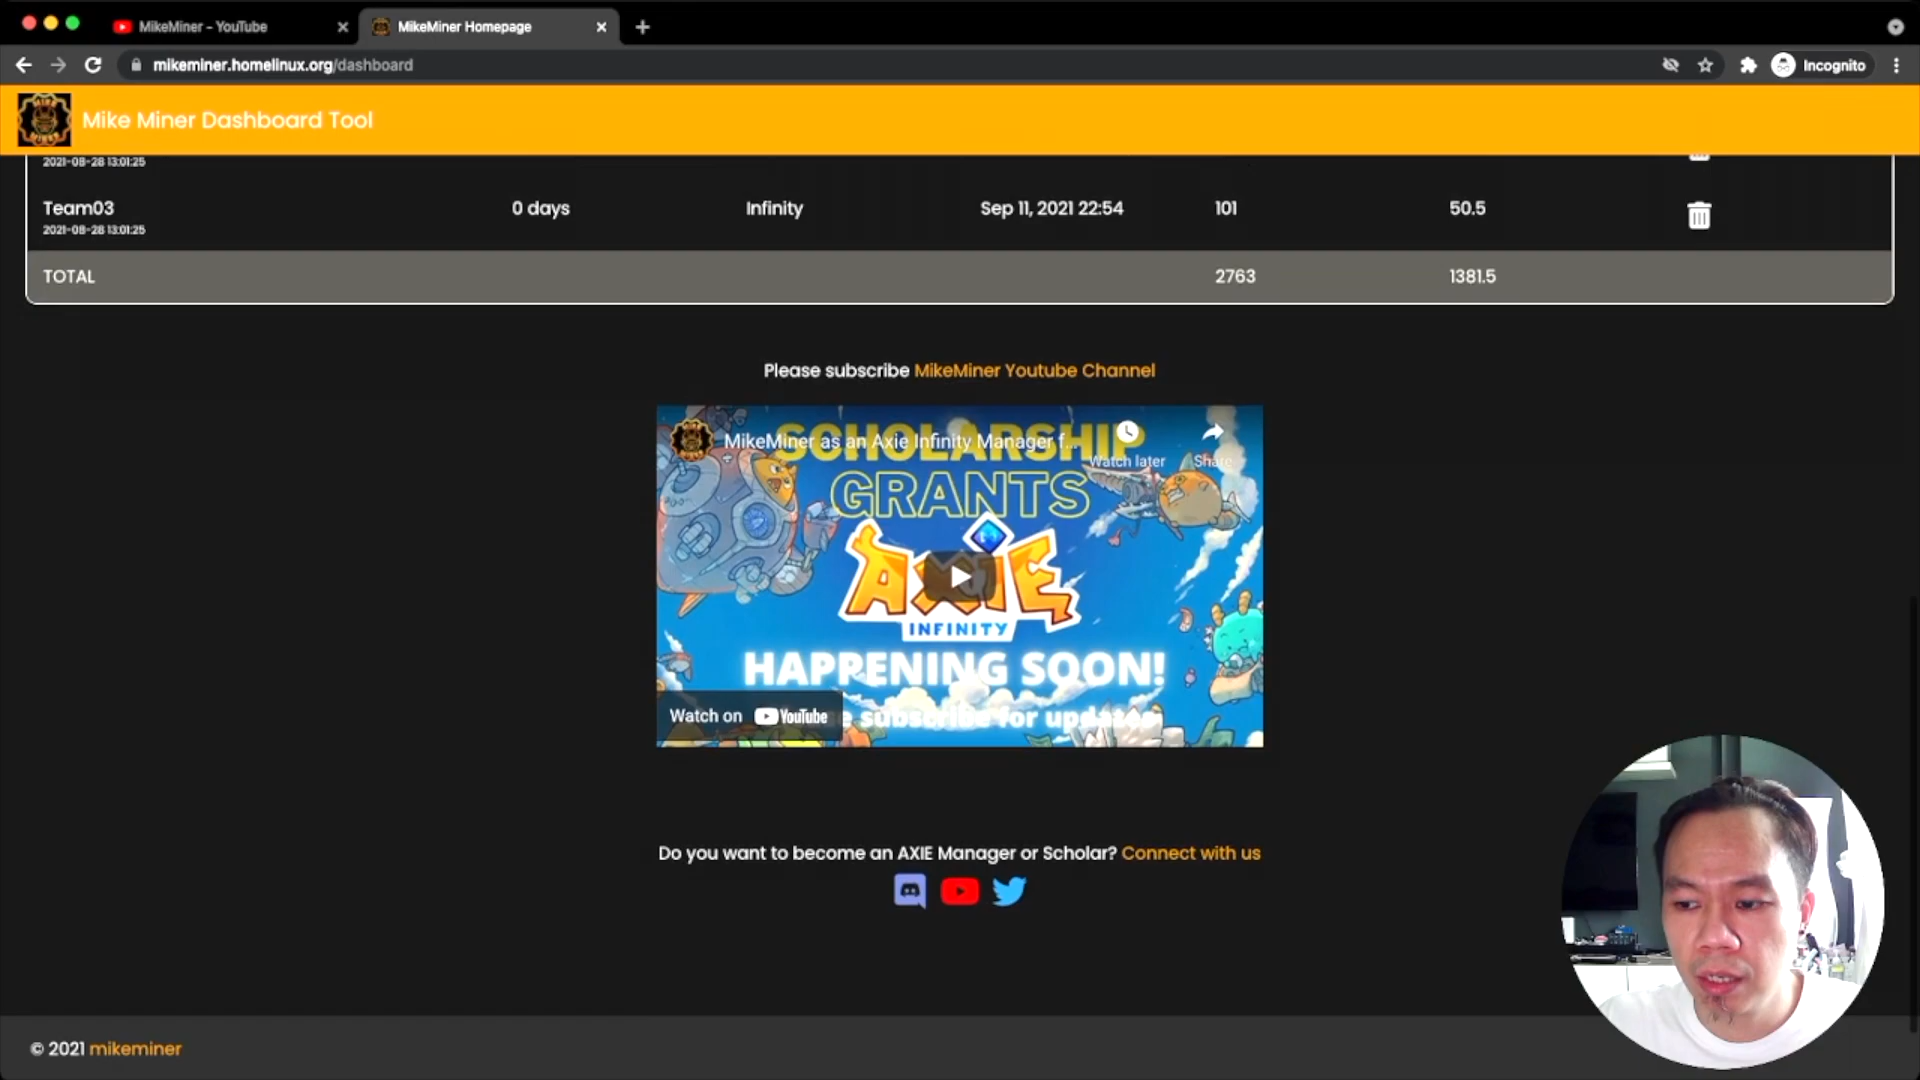 MikeMiner - YouTube
MikeMiner Homepage
mikeminer.homelinux.org/dashboard
Incognito
Mike Miner Dashboard Tool
2021-08-28 13:01:25
Team03 0 days Infinity Sep 11, 2021 22:54 101 50.5
2021-08-28 13:01:25
TOTAL 2763 1381.5
Please subscribe MikeMiner Youtube Channel
MikeMiner as an Axie Infinity Manager f...
SCHOLARSHIP
Watch later Share
GRANTS
AXIE
INFINITY
HAPPENING SOON!
Watch on YouTube
subscribe for updates
Do you want to become an AXIE Manager or Scholar? Connect with us
© 2021 mikeminer